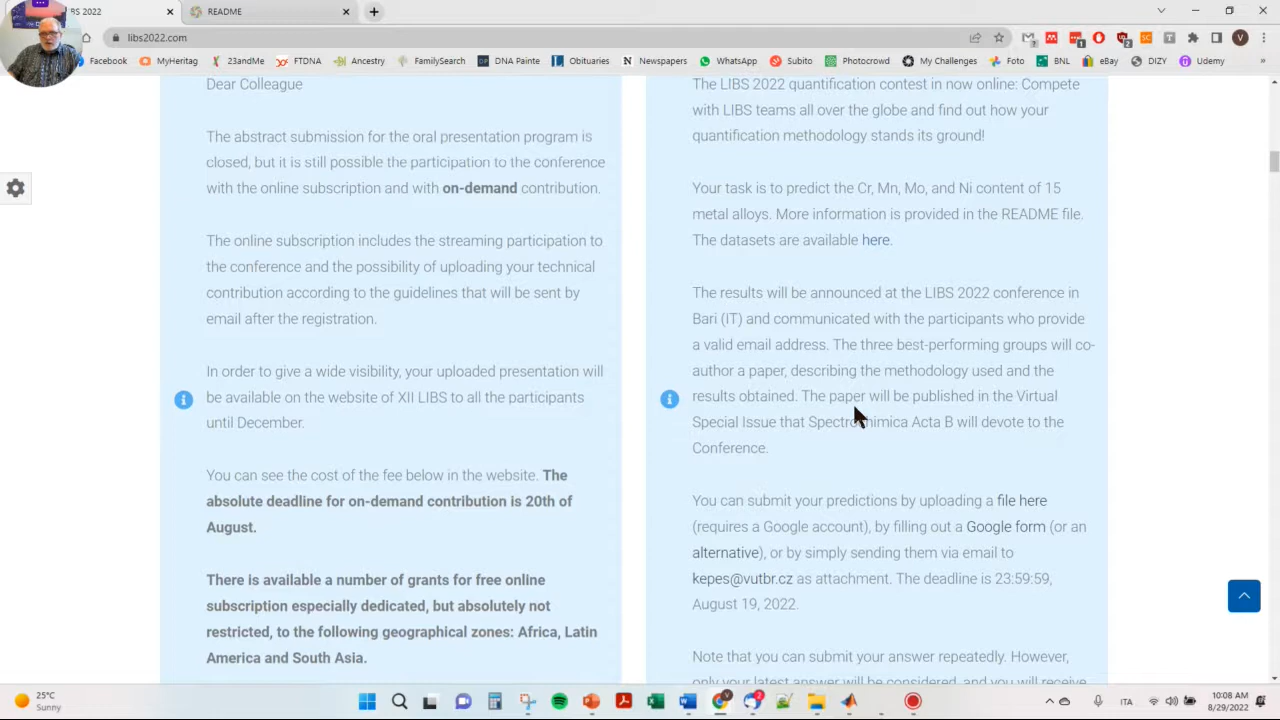 BS 2022
README
libs2022.com
Facebook
MyHeritag
23andMe
FTDNA
Ancestry
FamilySearch
DNA Painte
Obituaries
Newspapers
WhatsApp
Subito
Photocrowd
My Challenges
Foto
BNL
eBay
DIZY
Udemy
Dear Colleague
The abstract submission for the oral presentation program is
closed, but it is still possible the participation to the conference
with the online subscription and with on-demand contribution.
The online subscription includes the streaming participation to
the conference and the possibility of uploading your technical
contribution according to the guidelines that will be sent by
email after the registration.
In order to give a wide visibility, your uploaded presentation will
be available on the website of XII LIBS to all the participants
until December.
You can see the cost of the fee below in the website. The
absolute deadline for on-demand contribution is 20th of
August.
There is available a number of grants for free online
subscription especially dedicated, but absolutely not
restricted, to the following geographical zones: Africa, Latin
America and South Asia.
The LIBS 2022 quantification contest in now online: Compete
with LIBS teams all over the globe and find out how your
quantification methodology stands its ground!
Your task is to predict the Cr, Mn, Mo, and Ni content of 15
metal alloys. More information is provided in the README file.
The datasets are available here.
The results will be announced at the LIBS 2022 conference in
Bari (IT) and communicated with the participants who provide
a valid email address. The three best-performing groups will co-
author a paper, describing the methodology used and the
results obtained. The paper will be published in the Virtual
Special Issue that Spectrochimica Acta B will devote to the
Conference.
You can submit your predictions by uploading a file here
(requires a Google account), by filling out a Google form (or an
alternative), or by simply sending them via email to
kepes@vutbr.cz as attachment. The deadline is 23:59:59,
August 19, 2022.
Note that you can submit your answer repeatedly. However,
only your latest answer will be considered, and you will receive
25°C
Sunny
ITA
10:08 AM
8/29/2022